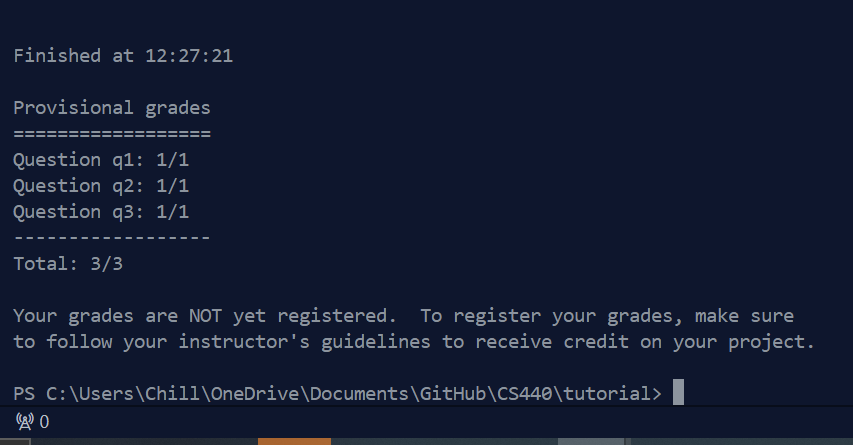 Finished at 12:27:21
Provisional grades
==================
Question q1: 1/1
Question q2: 1/1
Question q3: 1/1
------------------
Total: 3/3
Your grades are NOT yet registered.  To register your grades, make sure
to follow your instructor's guidelines to receive credit on your project.
PS C:\Users\Chill\OneDrive\Documents\GitHub\CS440\tutorial>
0